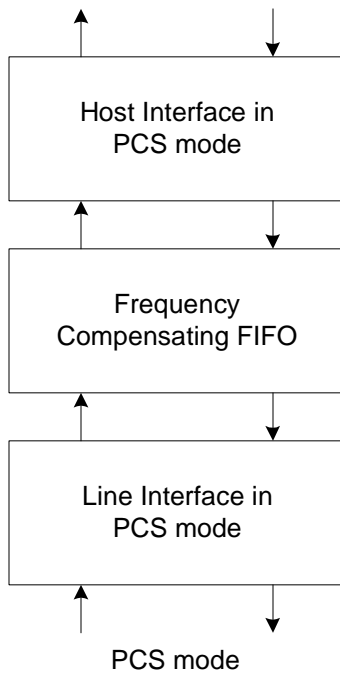 Host Interface in
PCS mode
Frequency
Compensating FIFO
Line Interface in
PCS mode
PCS mode